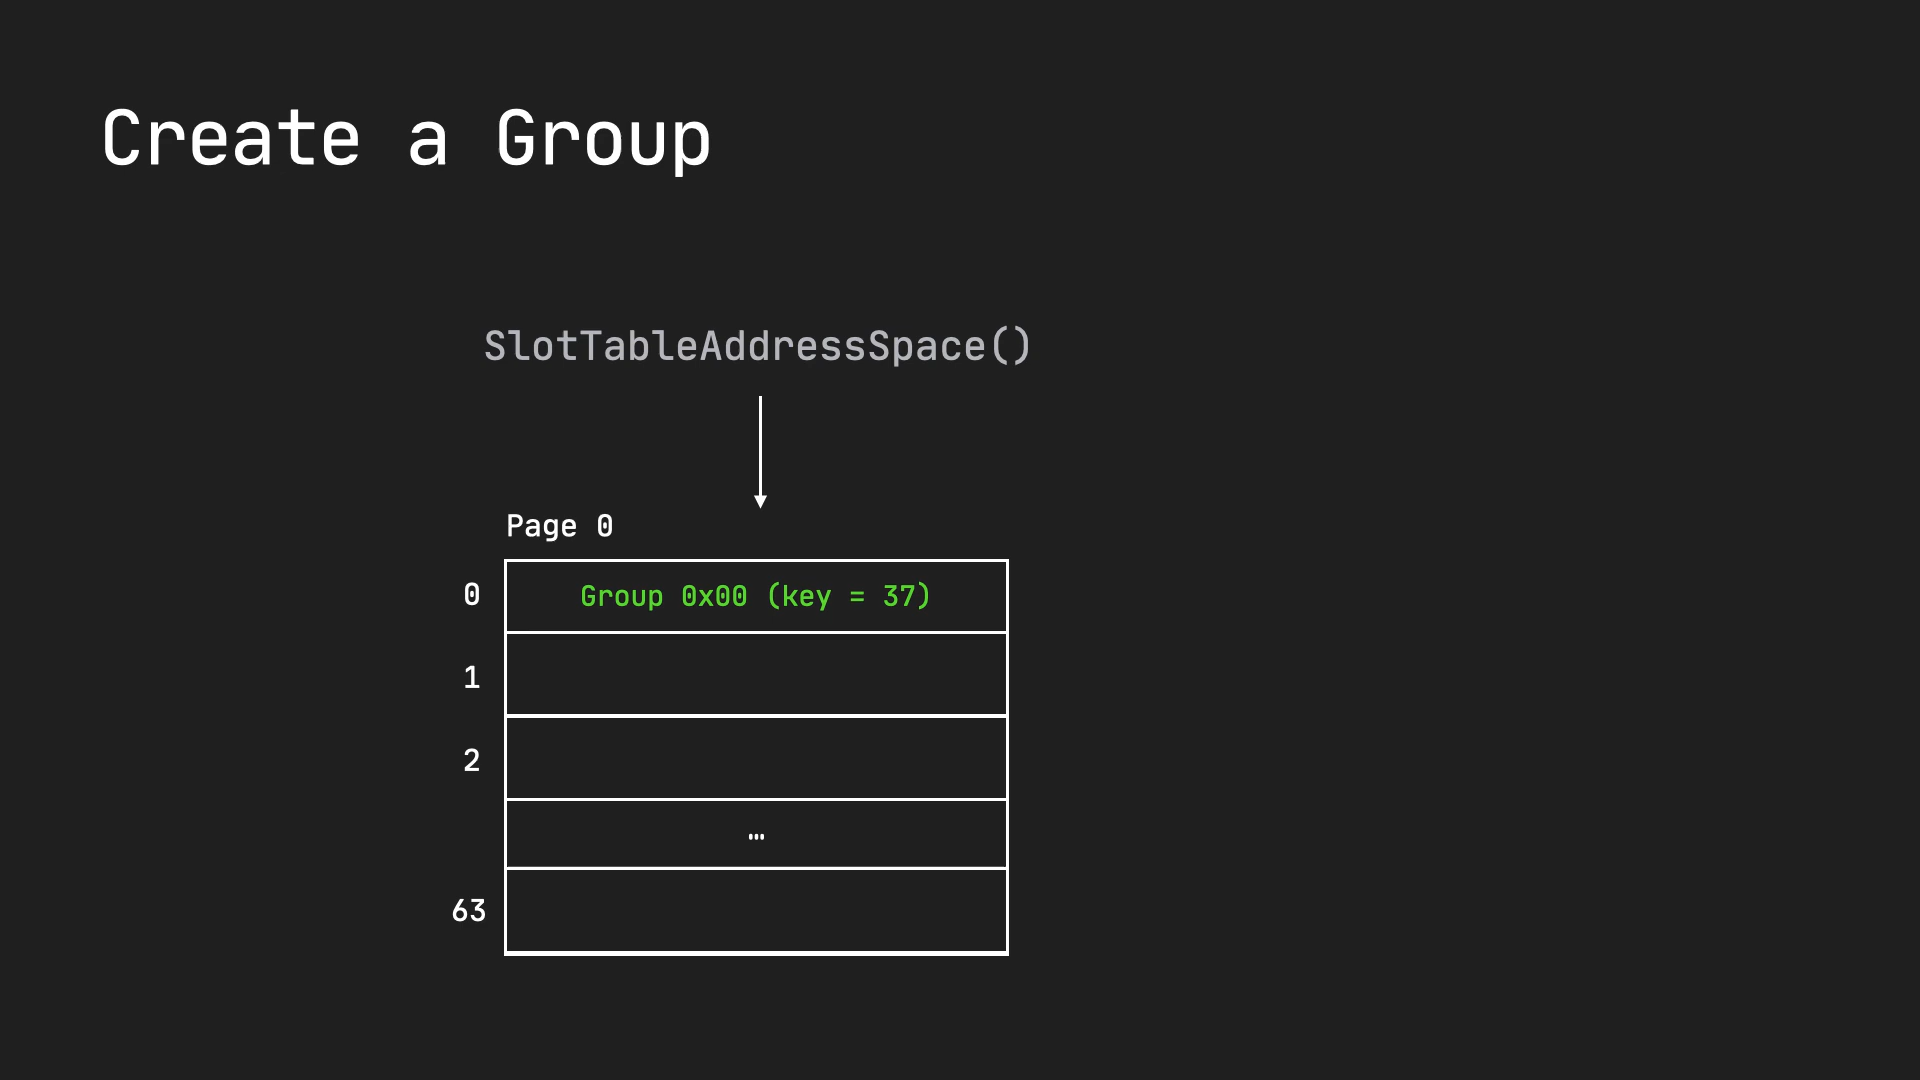 Create a Group
SlotTableAddressSpace()
Page 0
0
Group 0x00 (key = 37)
1
2
…
63